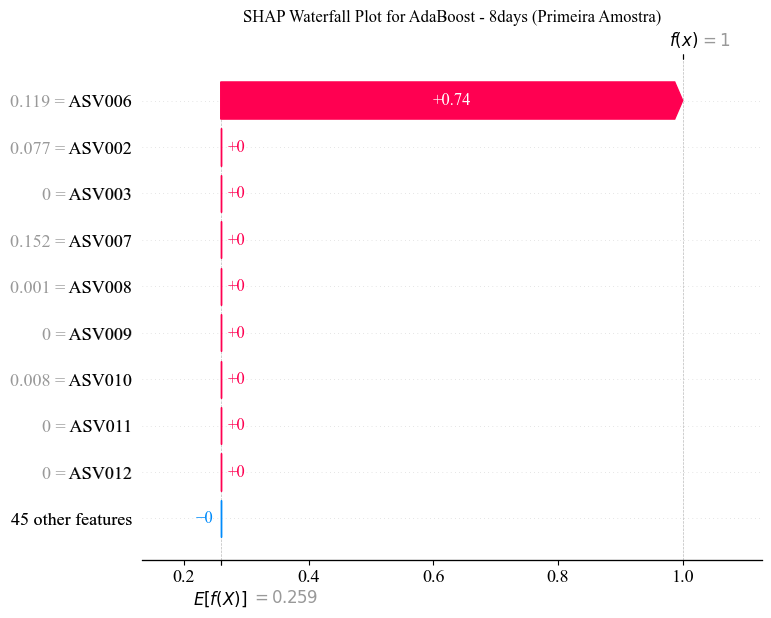 SHAP Waterfall Plot for AdaBoost - 8days (Primeira Amostra)
f(x) = 1
0.119 = ASV006 +0.74
0.077 = ASV002 +0
0 = ASV003 +0
0.152 = ASV007 +0
0.001 = ASV008 +0
0 = ASV009 +0
0.008 = ASV010 +0
0 = ASV011 +0
0 = ASV012 +0
45 other features −0
0.2 0.4 0.6 0.8 1.0
E[f(X)] = 0.259